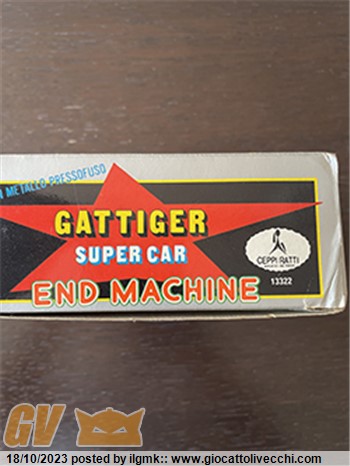 METALLO PRESSOFUSO
GATTIGER
SUPER CAR
END MACHINE
CEPPI RATTI
13322
GV
18/10/2023 posted by ilgmk:: www.giocattolivecchi.com